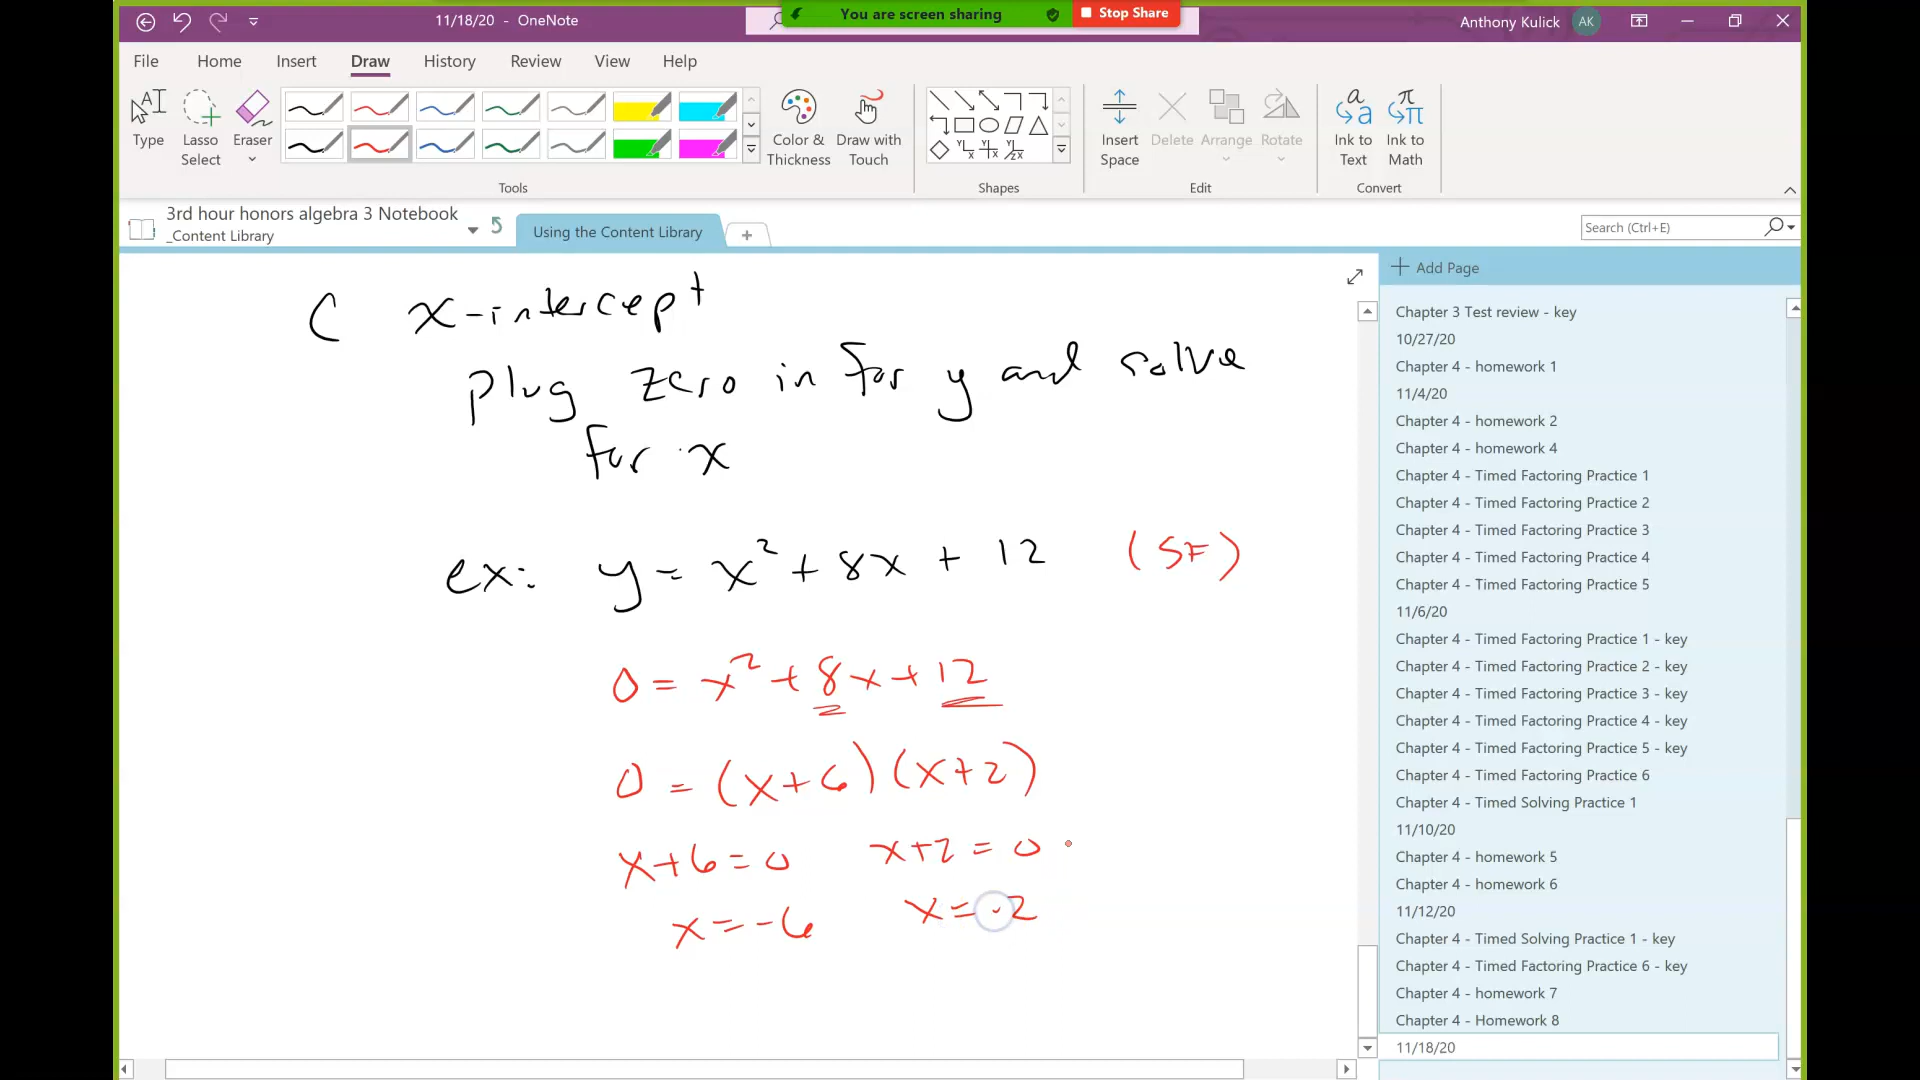 11/18/20 - OneNote
You are screen sharing
Stop Share
Anthony Kulick
AK
File Home Insert Draw History Review View Help
Type
Lasso Select
Eraser
Color & Thickness
Draw with Touch
Insert Space
Delete
Arrange
Rotate
Ink to Text
Ink to Math
Tools
Shapes
Edit
Convert
3rd hour honors algebra 3 Notebook
_Content Library
Using the Content Library
Search (Ctrl+E)
C x-intercept
plug zero in for y and solve
for x
ex: y = x² + 8x + 12 (SF)
0 = x² + 8x + 12
0 = (x+6)(x+2)
x+6=0 x+2=0
x=-6 x=-2
Add Page
Chapter 3 Test review - key
10/27/20
Chapter 4 - homework 1
11/4/20
Chapter 4 - homework 2
Chapter 4 - homework 4
Chapter 4 - Timed Factoring Practice 1
Chapter 4 - Timed Factoring Practice 2
Chapter 4 - Timed Factoring Practice 3
Chapter 4 - Timed Factoring Practice 4
Chapter 4 - Timed Factoring Practice 5
11/6/20
Chapter 4 - Timed Factoring Practice 1 - key
Chapter 4 - Timed Factoring Practice 2 - key
Chapter 4 - Timed Factoring Practice 3 - key
Chapter 4 - Timed Factoring Practice 4 - key
Chapter 4 - Timed Factoring Practice 5 - key
Chapter 4 - Timed Factoring Practice 6
Chapter 4 - Timed Solving Practice 1
11/10/20
Chapter 4 - homework 5
Chapter 4 - homework 6
11/12/20
Chapter 4 - Timed Solving Practice 1 - key
Chapter 4 - Timed Factoring Practice 6 - key
Chapter 4 - homework 7
Chapter 4 - Homework 8
11/18/20